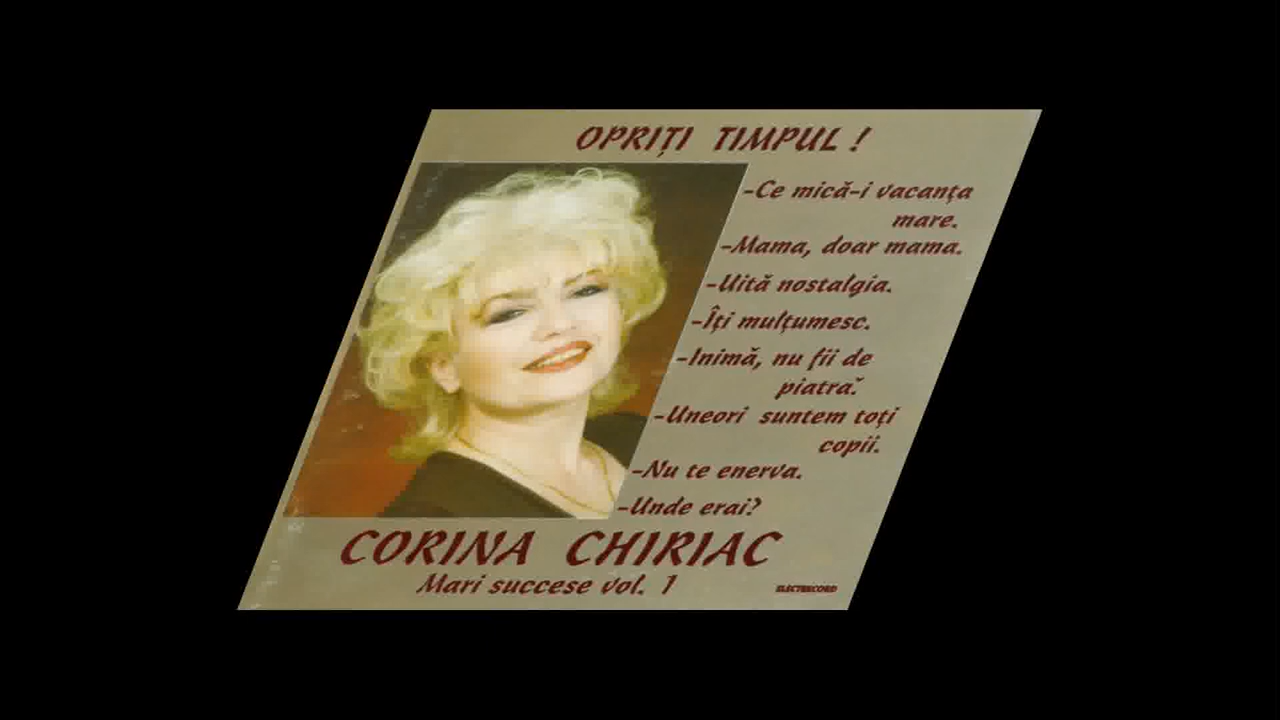 OPRIȚI TIMPUL !
-Ce mică-i vacanța
mare.
-Mama, doar mama.
-Uită nostalgia.
-Îți mulțumesc.
-Inimă, nu fii de
piatră.
-Uneori suntem toți
copii.
-Nu te enerva.
-Unde erai?
CORINA CHIRIAC
Mari succese vol. 1
ELECTRECORD